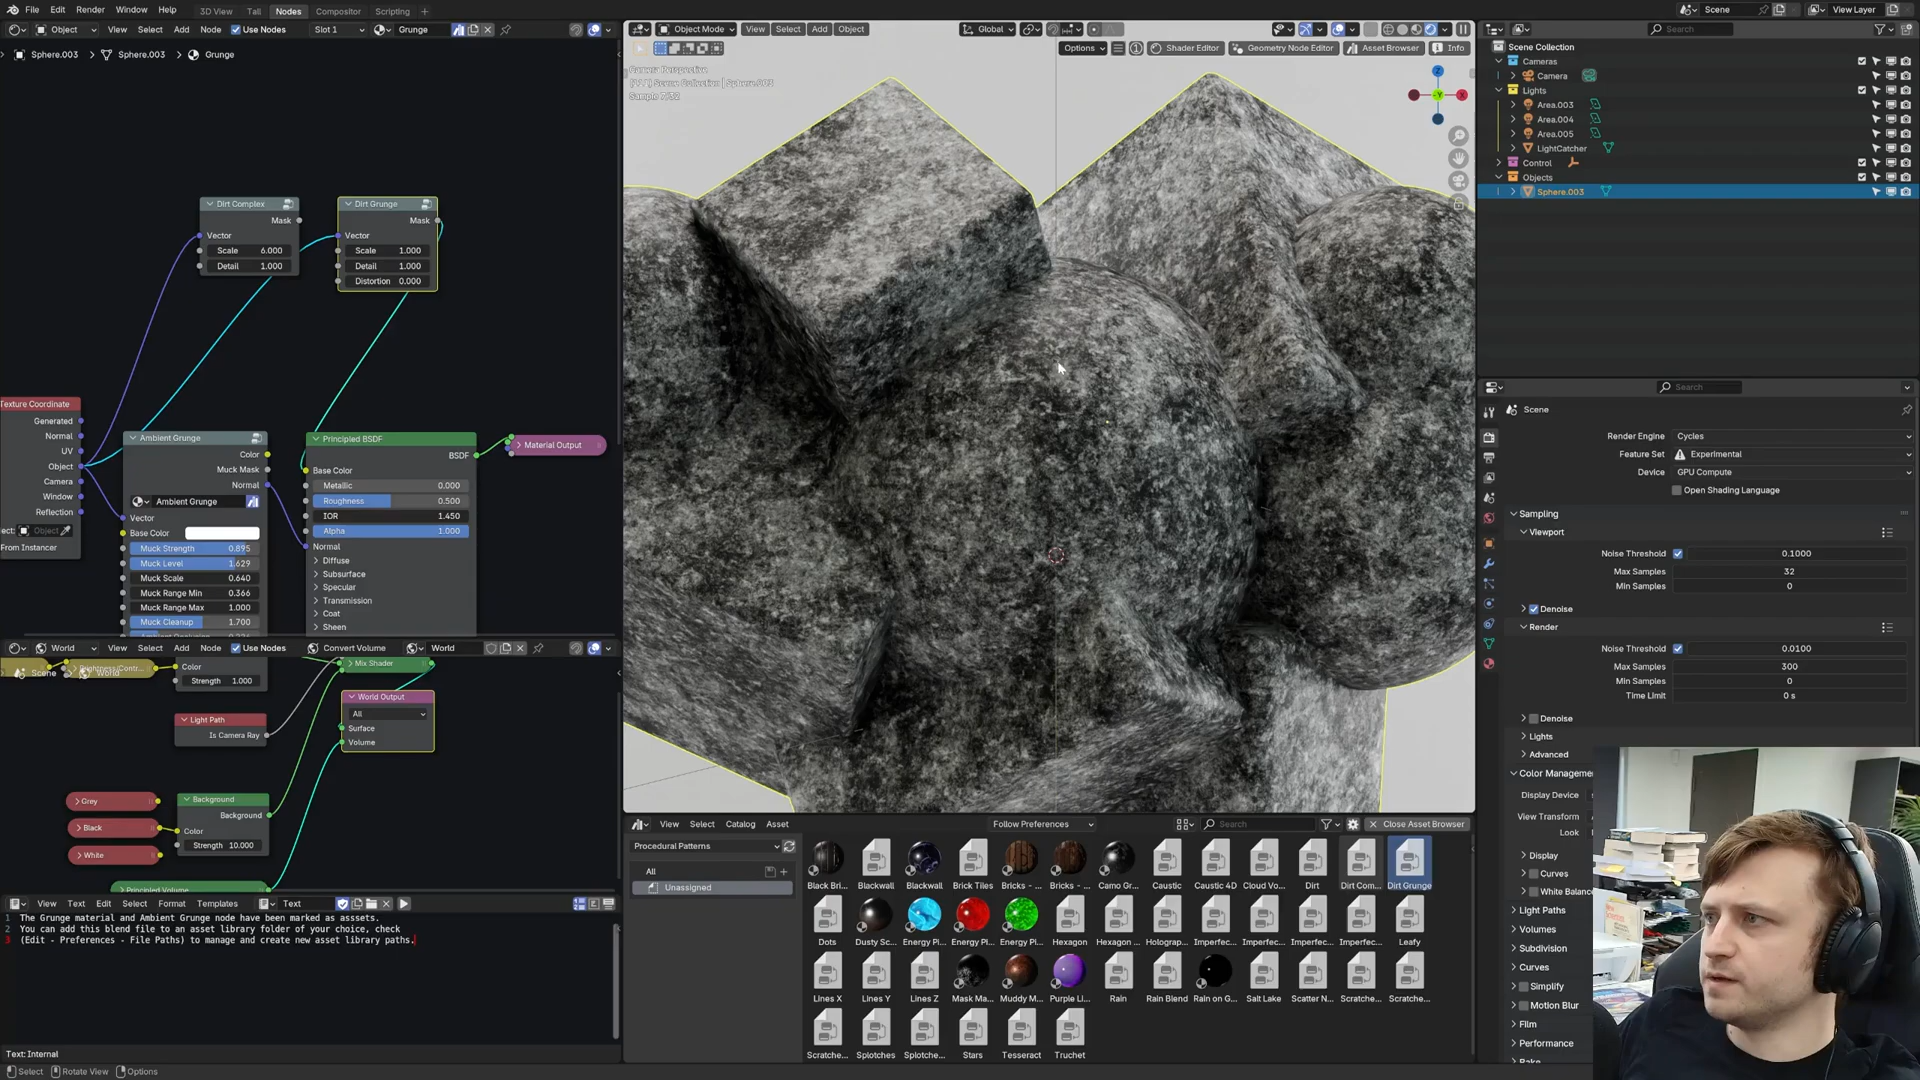 File Edit Render Window Help 3D View Tall Nodes Compositor Scripting Scene View Layer
Object View Select Add Node Use Nodes Slot 1 Grunge
Sphere.003 Sphere.003 Grunge
Dirt Complex
Mask
Vector
Scale 6.000
Detail 1.000
Dirt Grunge
Mask
Vector
Scale 1.000
Detail 1.000
Distortion 0.000
Texture Coordinate
Generated
Normal
UV
Object
Camera
Window
Reflection
Object
From Instancer
Ambient Grunge
Color
Muck Mask
Normal
Ambient Grunge
Vector
Base Color
Muck Strength 0.895
Muck Level 1.629
Muck Scale 0.640
Muck Range Min 0.366
Muck Range Max 1.000
Muck Cleanup 1.700
Principled BSDF
BSDF
Base Color
Metallic 0.000
Roughness 0.500
IOR 1.450
Alpha 1.000
Normal
Diffuse
Subsurface
Specular
Transmission
Coat
Sheen
Material Output
World View Select Add Node Use Nodes Convert Volume World
Scene World
Color
Strength 1.000
Mix Shader
World Output
All
Surface
Volume
Light Path
Is Camera Ray
Grey
Black
White
Background
Background
Color
Strength 10.000
Principled Volume
View Text Edit Select Format Templates Text
1 The Grunge material and Ambient Grunge node have been marked as asssets.
2 You can add this blend file to an asset library folder of your choice, check
3 (Edit - Preferences - File Paths) to manage and create new asset library paths.
Text: Internal
Select Rotate View Options
Object Mode View Select Add Object Global
Options Shader Editor Geometry Node Editor Asset Browser Info
Camera Perspective
Sample 7/32
X
Y
Z
View Select Catalog Asset Follow Preferences Search Close Asset Browser
Procedural Patterns
All
Unassigned
Black Bri... Blackwall Blackwall Brick Tiles Bricks - ... Bricks - ... Camo Gr... Caustic Caustic 4D Cloud Vo... Dirt Dirt Com... Dirt Grunge
Dots Dusty Sc... Energy Pl... Energy Pl... Energy Pl... Hexagon Hexagon Holograp... Imperfec... Imperfec... Imperfec... Leafy
Lines X Lines Y Lines Z Mask Ma... Muddy M... Purple Li... Rain Rain Blend Rain on G... Salt Lake Scatter N... Scratche... Scratche...
Scratche... Splotches Splotche... Stars Tesseract Truchet
Search
Scene Collection
Cameras
Camera
Lights
Area.003
Area.004
Area.005
LightCatcher
Control
Objects
Sphere.003
Search
Scene
Render Engine Cycles
Feature Set Experimental
Device GPU Compute
Open Shading Language
Sampling
Viewport
Noise Threshold 0.1000
Max Samples 32
Min Samples 0
Denoise
Render
Noise Threshold 0.0100
Max Samples 300
Min Samples 0
Time Limit 0 s
Denoise
Lights
Advanced
Color Manageme
Display Device
View Transform
Look
Display
Curves
White Balance
Light Paths
Volumes
Subdivision
Curves
Simplify
Motion Blur
Film
Performance